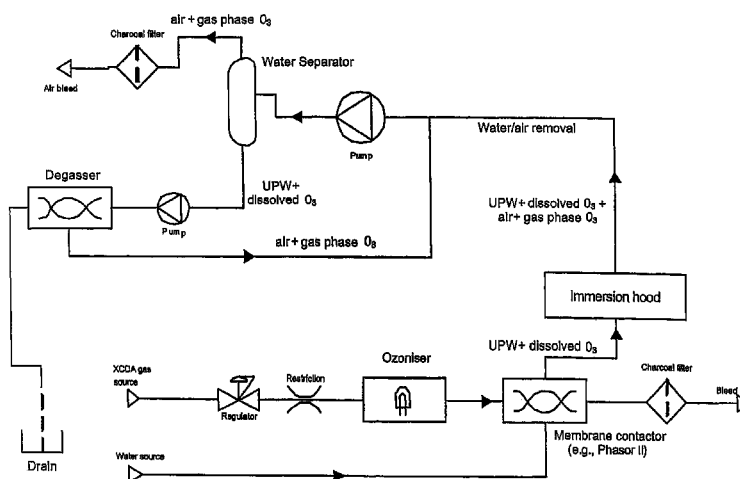 air + gas phase O₃
Charcoal filter
Water Separator
Air bleed
Pump
Water/air removal
Degasser
UPW+
dissolved O₃
Pump
UPW+ dissolved O₃ +
air+ gas phase O₃
air+ gas phase O₃
Immersion hood
UPW+ dissolved O₃
XCDA gas
source
Restriction
Ozoniser
Charcoal filter
Regulator
Bleed
Membrane contactor
(e.g., Phasor II)
Drain
Water source